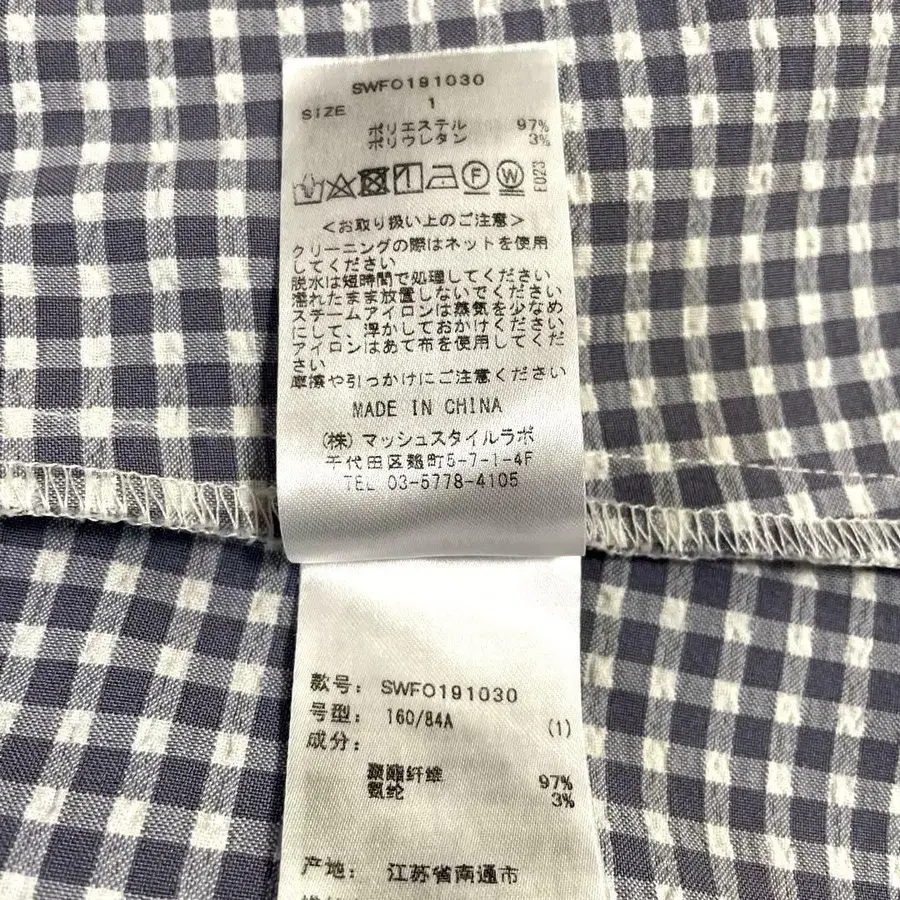 SWFO191030
SIZE 1
ポリエステル 97%
ポリウレタン 3%
F W F023
<お取り扱い上のご注意>
クリーニングの際はネットを使用
してください
脱水は短時間で処理してください
濡れたまま放置しないでください
スチームアイロンは蒸気を少なめ
にして、浮かしておかけください
アイロンはあて布を使用してくだ
さい
摩擦や引っかけにご注意ください
MADE IN CHINA
(株) マッシュスタイルラボ
千代田区麹町5-7-1-4F
TEL 03-5778-4105
款号: SWFO191030
号型: 160/84A (1)
成分:
聚酯纤维 97%
氨纶 3%
产地: 江苏省南通市